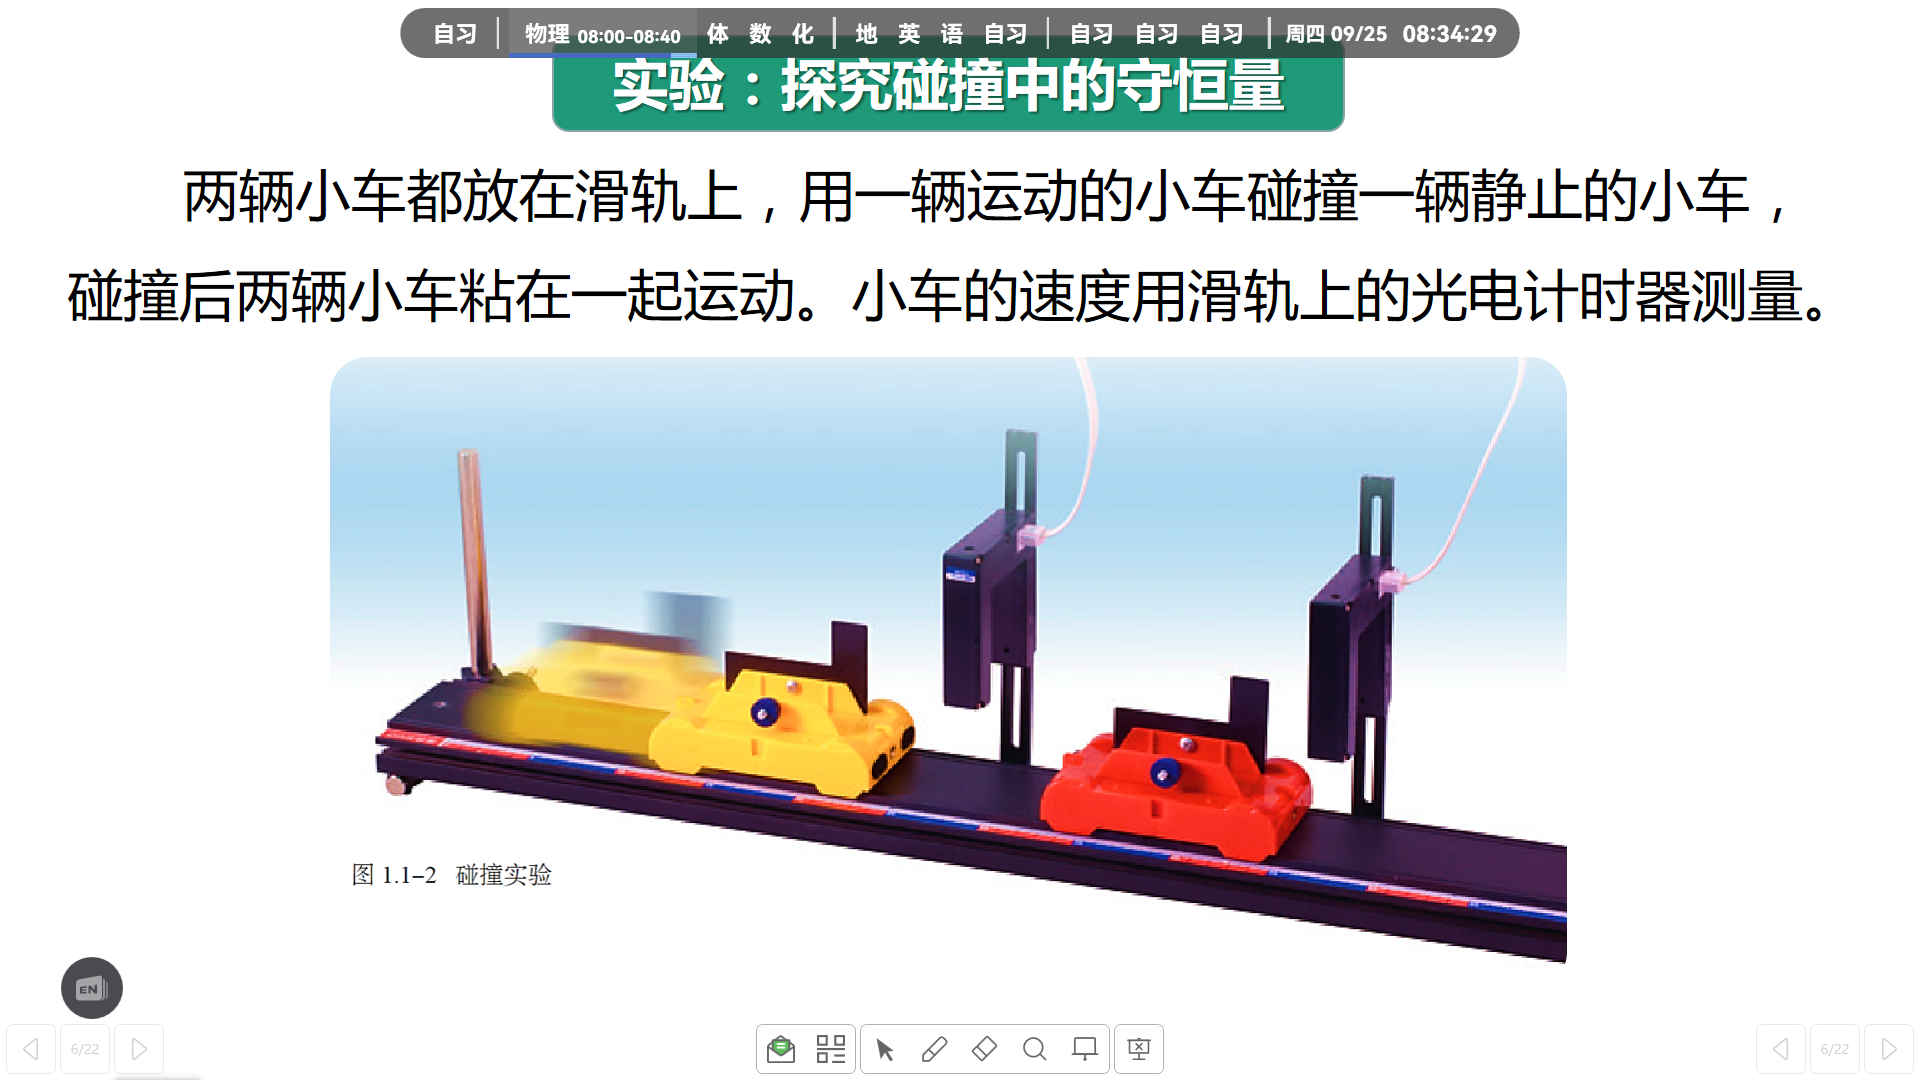 自习 物理 08:00-08:40 体 数 化 地 英 语 自习 自习 自习 自习 周四 09/25 08:34:29
实验：探究碰撞中的守恒量
两辆小车都放在滑轨上，用一辆运动的小车碰撞一辆静止的小车，
碰撞后两辆小车粘在一起运动。小车的速度用滑轨上的光电计时器测量。
图 1.1-2 碰撞实验
EN
6/22
6/22